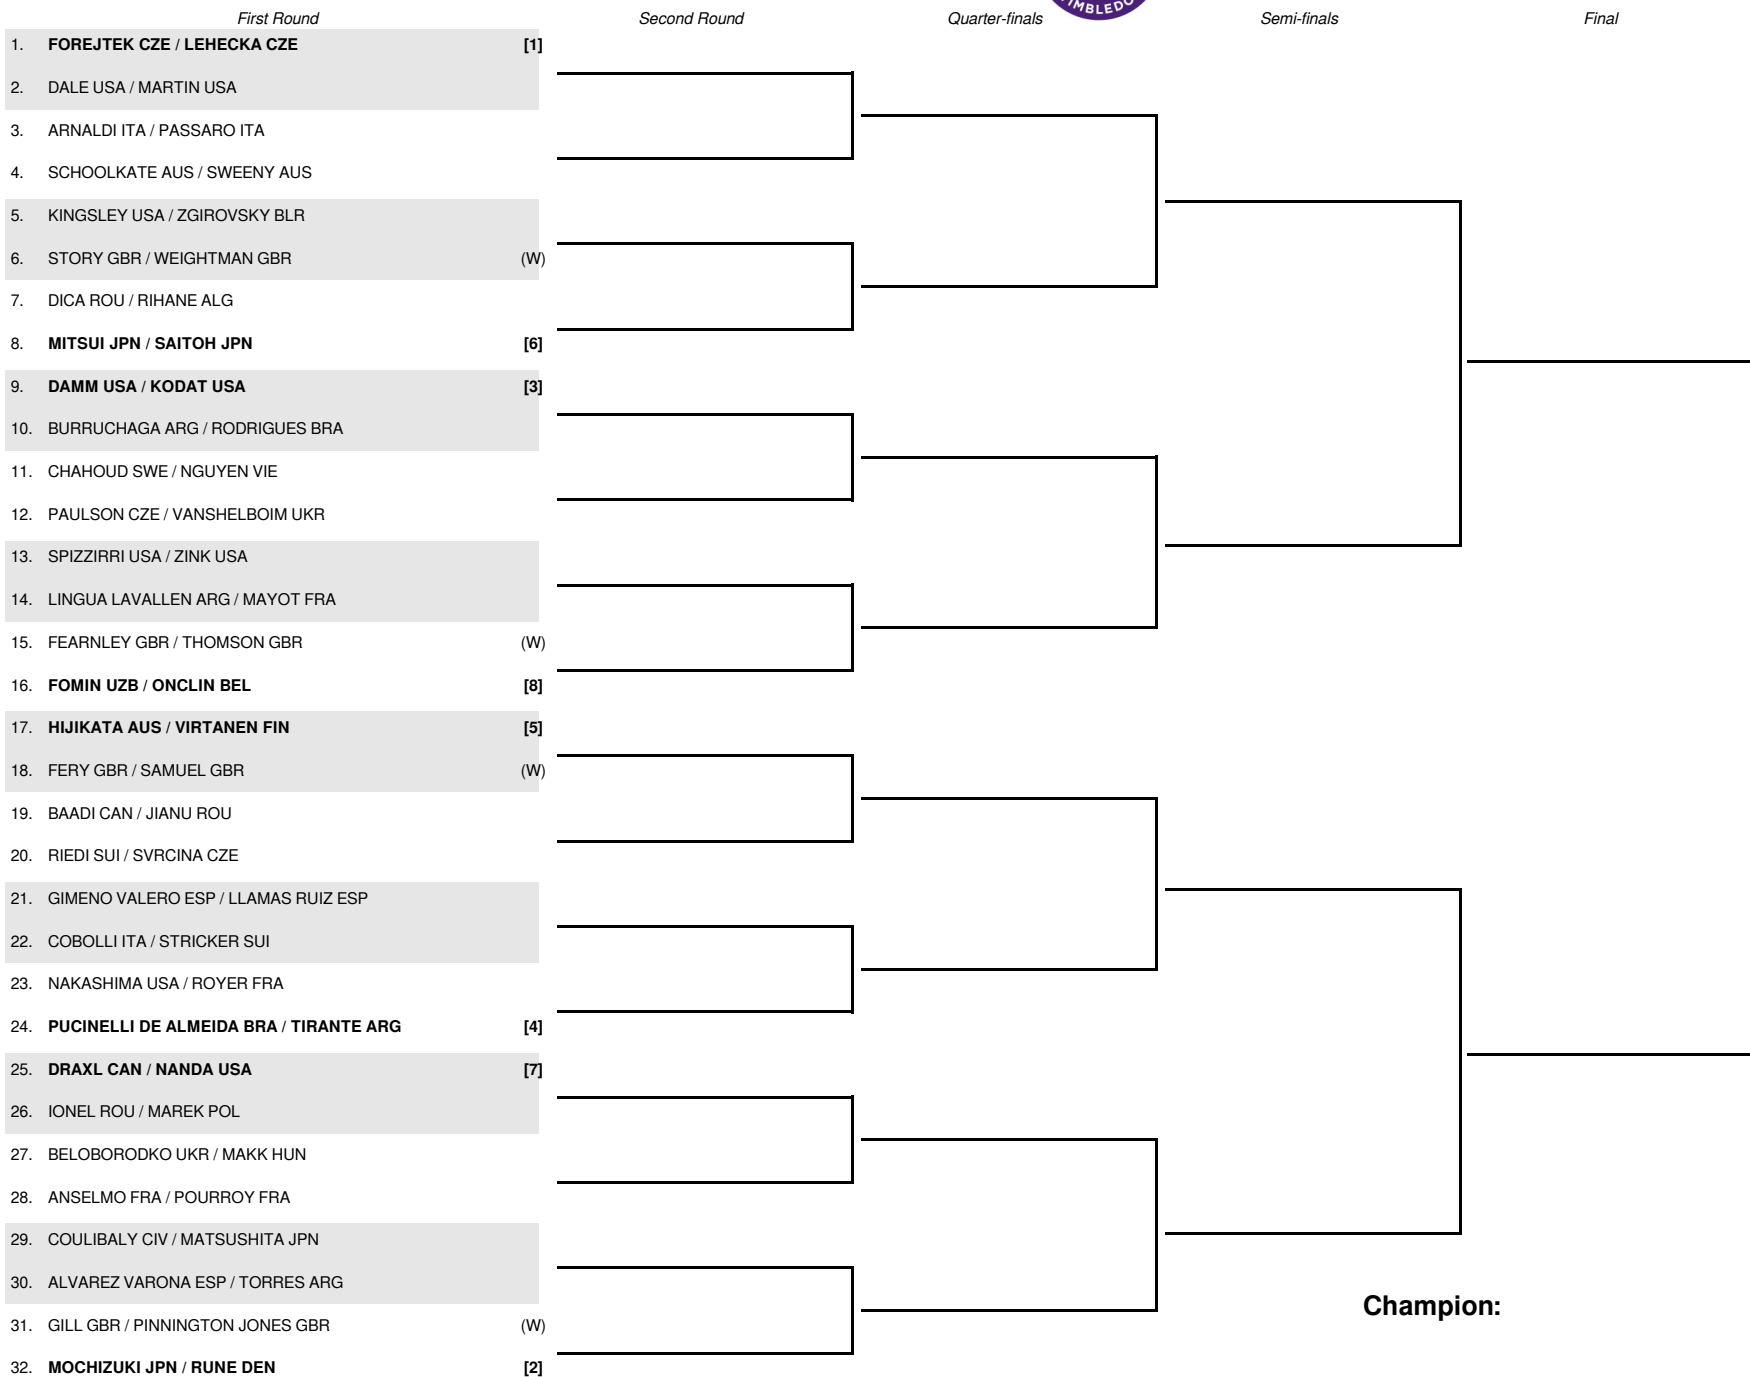 WIMBLEDO
First Round Second Round Quarter-finals Semi-finals Final
1. FOREJTEK CZE / LEHECKA CZE [1]
2. DALE USA / MARTIN USA
3. ARNALDI ITA / PASSARO ITA
4. SCHOOLKATE AUS / SWEENY AUS
5. KINGSLEY USA / ZGIROVSKY BLR
6. STORY GBR / WEIGHTMAN GBR (W)
7. DICA ROU / RIHANE ALG
8. MITSUI JPN / SAITOH JPN [6]
9. DAMM USA / KODAT USA [3]
10. BURRUCHAGA ARG / RODRIGUES BRA
11. CHAHOUD SWE / NGUYEN VIE
12. PAULSON CZE / VANSHELBOIM UKR
13. SPIZZIRRI USA / ZINK USA
14. LINGUA LAVALLEN ARG / MAYOT FRA
15. FEARNLEY GBR / THOMSON GBR (W)
16. FOMIN UZB / ONCLIN BEL [8]
17. HIJIKATA AUS / VIRTANEN FIN [5]
18. FERY GBR / SAMUEL GBR (W)
19. BAADI CAN / JIANU ROU
20. RIEDI SUI / SVRCINA CZE
21. GIMENO VALERO ESP / LLAMAS RUIZ ESP
22. COBOLLI ITA / STRICKER SUI
23. NAKASHIMA USA / ROYER FRA
24. PUCINELLI DE ALMEIDA BRA / TIRANTE ARG [4]
25. DRAXL CAN / NANDA USA [7]
26. IONEL ROU / MAREK POL
27. BELOBORODKO UKR / MAKK HUN
28. ANSELMO FRA / POURROY FRA
29. COULIBALY CIV / MATSUSHITA JPN
30. ALVAREZ VARONA ESP / TORRES ARG
Champion:
31. GILL GBR / PINNINGTON JONES GBR (W)
32. MOCHIZUKI JPN / RUNE DEN [2]